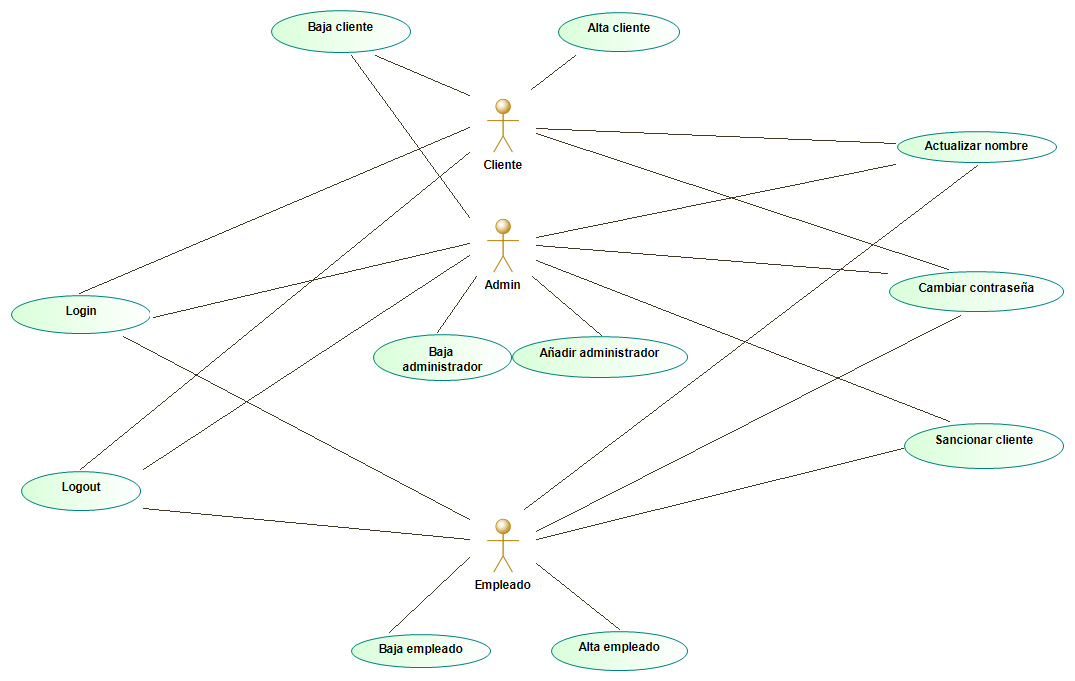 Baja cliente
Alta cliente
Cliente
Actualizar nombre
Admin
Cambiar contraseña
Login
Baja
administrador
Añadir administrador
Sancionar cliente
Logout
Empleado
Baja empleado
Alta empleado